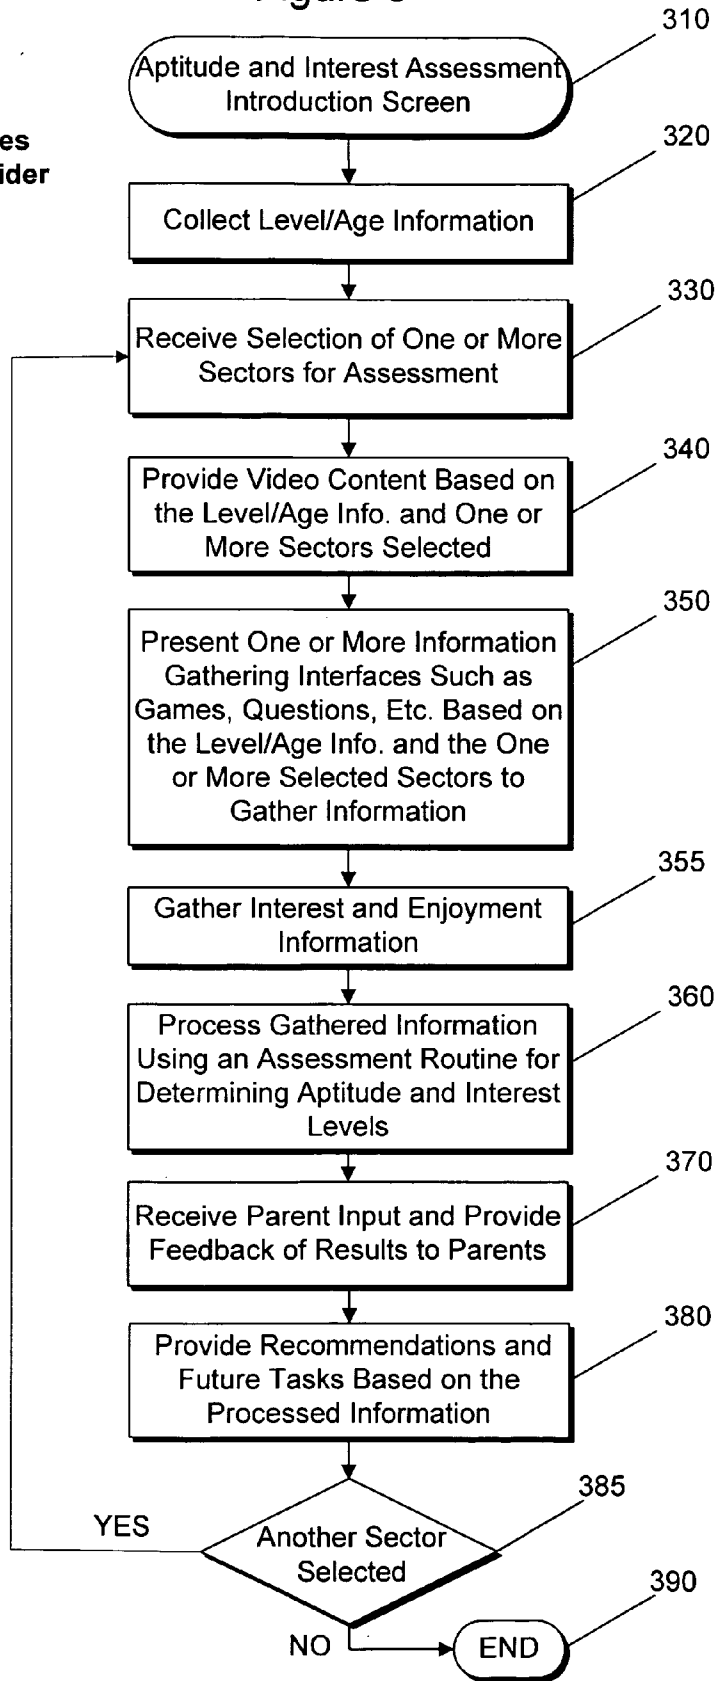 310
Aptitude and Interest Assessment
Introduction Screen
320
Collect Level/Age Information
330
Receive Selection of One or More
Sectors for Assessment
340
Provide Video Content Based on
the Level/Age Info. and One or
More Sectors Selected
350
Present One or More Information
Gathering Interfaces Such as
Games, Questions, Etc. Based on
the Level/Age Info. and the One
or More Selected Sectors to
Gather Information
355
Gather Interest and Enjoyment
Information
360
Process Gathered Information
Using an Assessment Routine for
Determining Aptitude and Interest
Levels
370
Receive Parent Input and Provide
Feedback of Results to Parents
380
Provide Recommendations and
Future Tasks Based on the
Processed Information
385
YES
Another Sector
Selected
390
NO
END